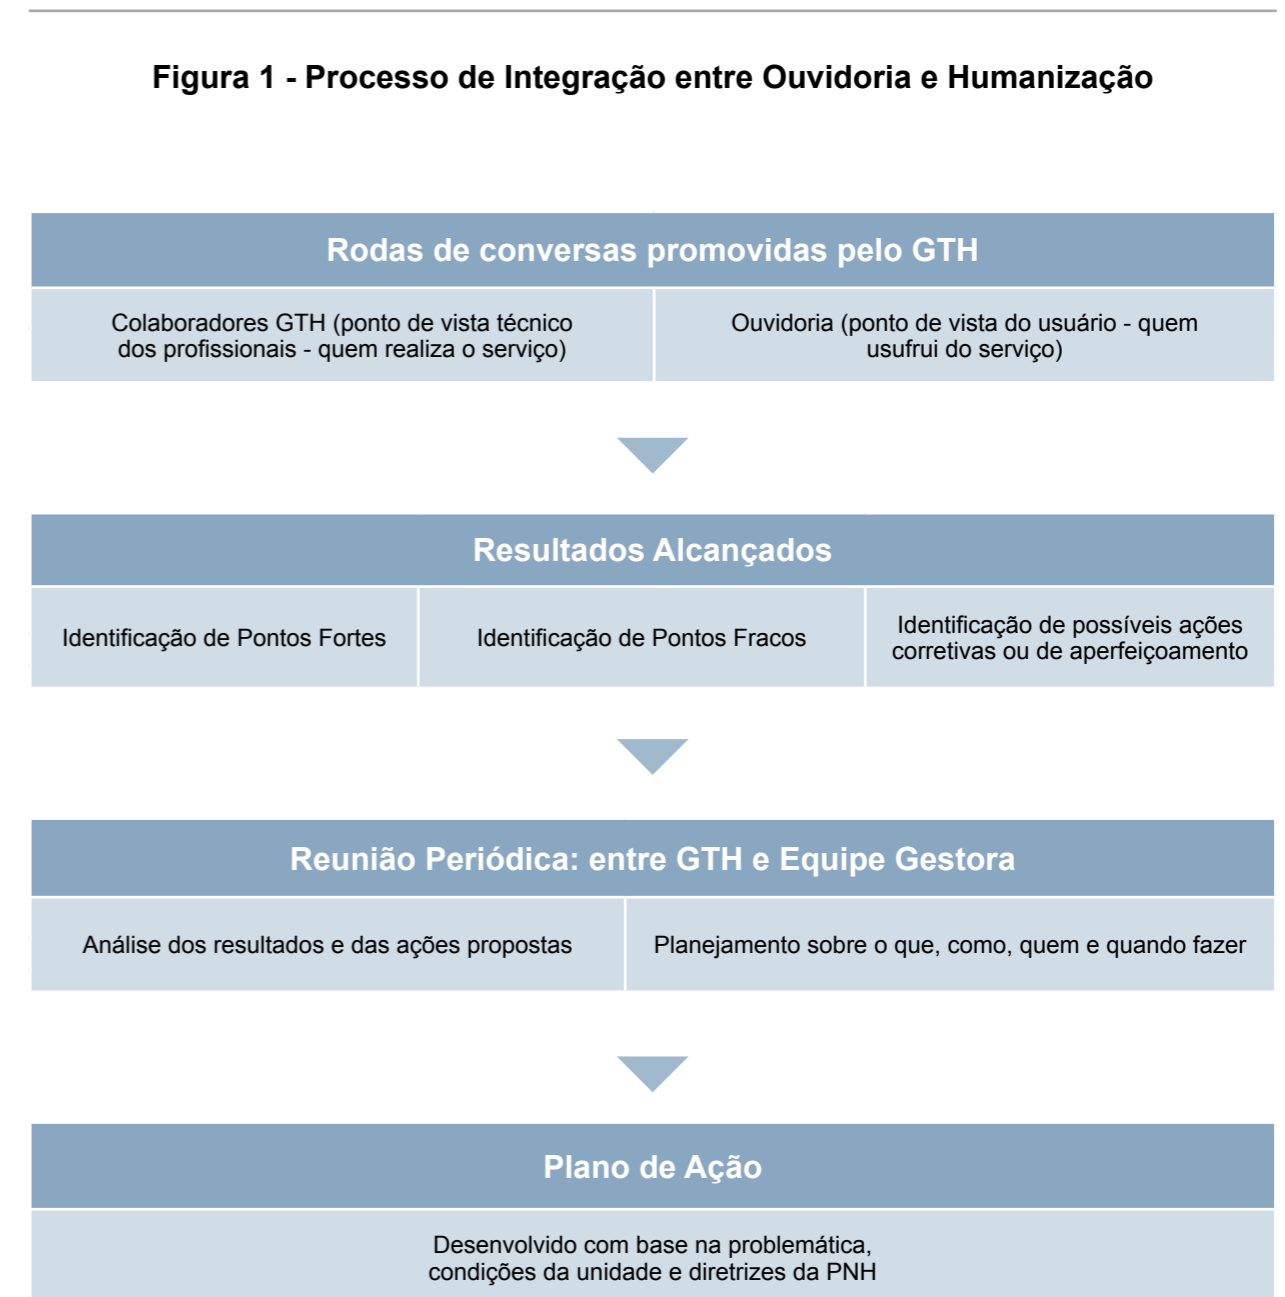 Figura 1 - Processo de Integração entre Ouvidoria e Humanização
Rodas de conversas promovidas pelo GTH
Colaboradores GTH (ponto de vista técnico
dos profissionais - quem realiza o serviço)
Ouvidoria (ponto de vista do usuário - quem
usufrui do serviço)
Resultados Alcançados
Identificação de Pontos Fortes
Identificação de Pontos Fracos
Identificação de possíveis ações
corretivas ou de aperfeiçoamento
Reunião Periódica: entre GTH e Equipe Gestora
Análise dos resultados e das ações propostas
Planejamento sobre o que, como, quem e quando fazer
Plano de Ação
Desenvolvido com base na problemática,
condições da unidade e diretrizes da PNH